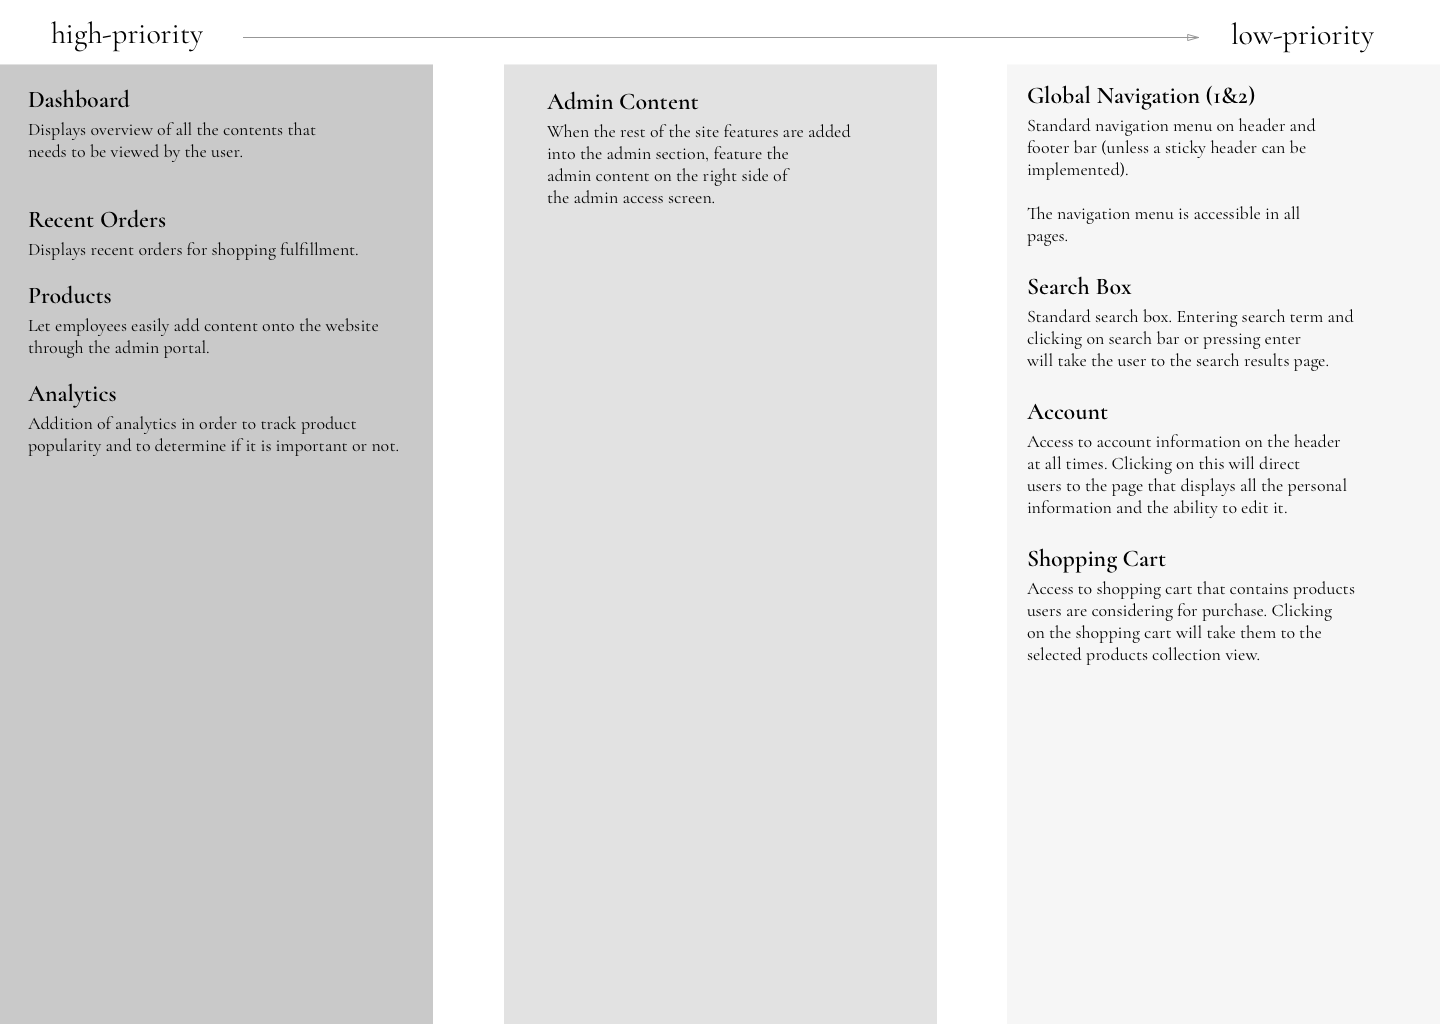 high-priority
low-priority
Dashboard
Displays overview of all the contents that
needs to be viewed by the user.
Recent Orders
Displays recent orders for shopping fulfillment.
Products
Let employees easily add content onto the website
through the admin portal.
Analytics
Addition of analytics in order to track product
popularity and to determine if it is important or not.
Admin Content
When the rest of the site features are added
into the admin section, feature the
admin content on the right side of
the admin access screen.
Global Navigation (1&2)
Standard navigation menu on header and
footer bar (unless a sticky header can be
implemented).
The navigation menu is accessible in all
pages.
Search Box
Standard search box. Entering search term and
clicking on search bar or pressing enter
will take the user to the search results page.
Account
Access to account information on the header
at all times. Clicking on this will direct
users to the page that displays all the personal
information and the ability to edit it.
Shopping Cart
Access to shopping cart that contains products
users are considering for purchase. Clicking
on the shopping cart will take them to the
selected products collection view.